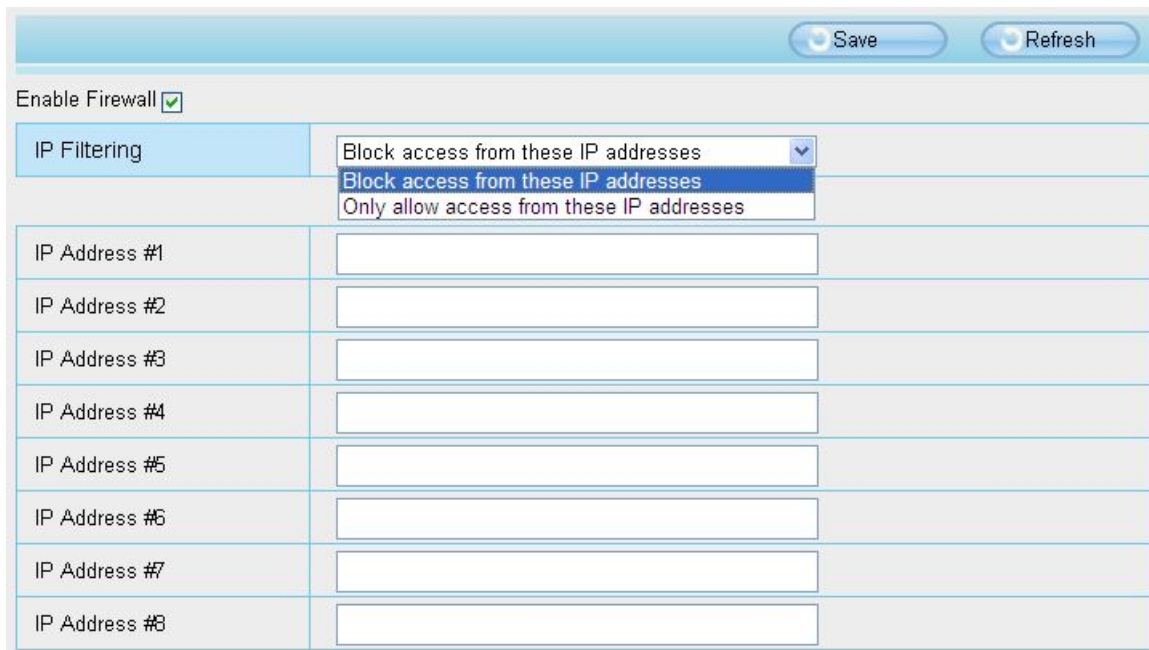 Save Refresh
Enable Firewall
IP Filtering Block access from these IP addresses
Block access from these IP addresses
Only allow access from these IP addresses
IP Address #1
IP Address #2
IP Address #3
IP Address #4
IP Address #5
IP Address #6
IP Address #7
IP Address #8